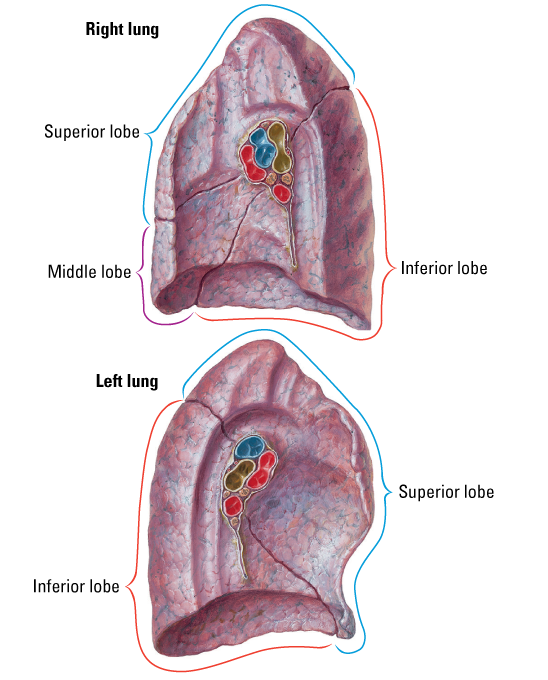 Right lung
Superior lobe
Middle lobe
Inferior lobe
Left lung
Superior lobe
Inferior lobe